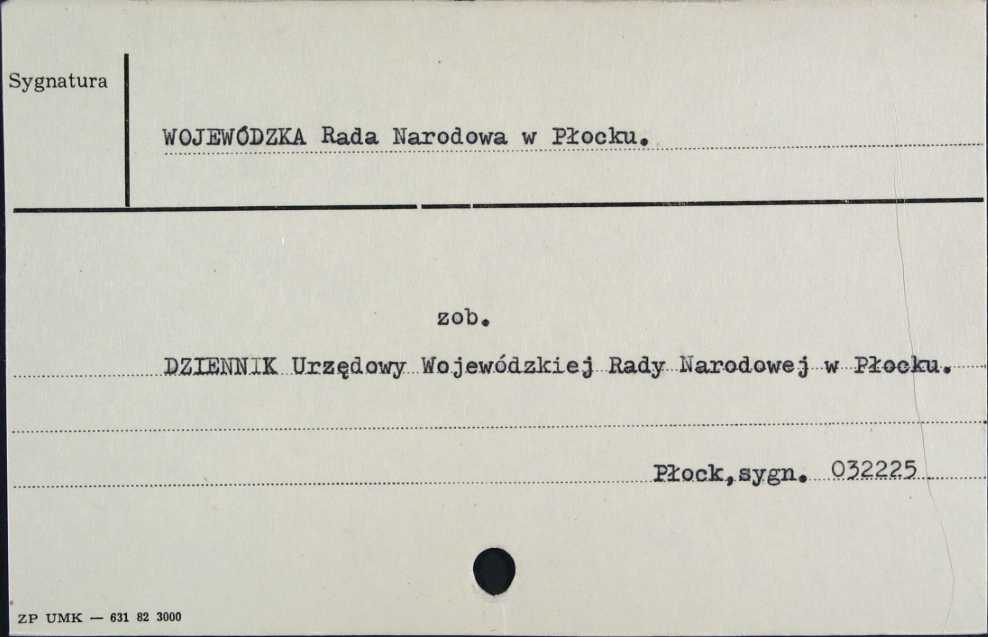 Sygnatura
WOJEWÓDZKA Rada Narodowa w Płocku.
zob.
DZIENNIK Urzędowy Wojewódzkiej Rady Narodowej w Płocku.
Płock,sygn. 032225
ZP UMK — 631 82 3000